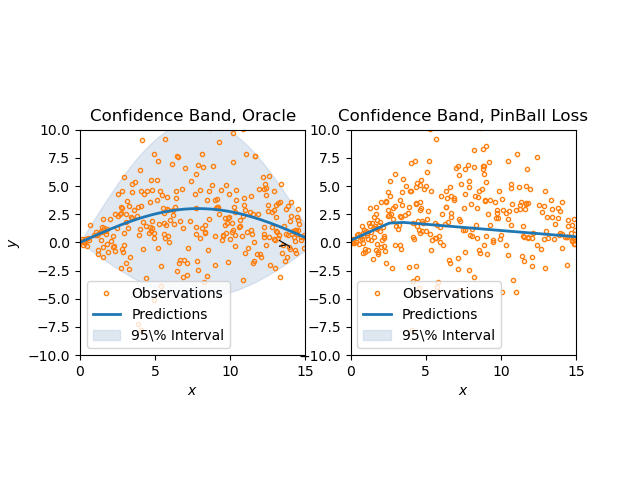 Confidence Band, Oracle
10.0
7.5
5.0
2.5
0.0
−2.5
−5.0
−7.5
−10.0
y
0
5
10
15
x
Observations
Predictions
95\% Interval
Confidence Band, PinBall Loss
10.0
7.5
5.0
2.5
0.0
−2.5
−5.0
−7.5
−10.0
0
5
10
15
x
Observations
Predictions
95\% Interval